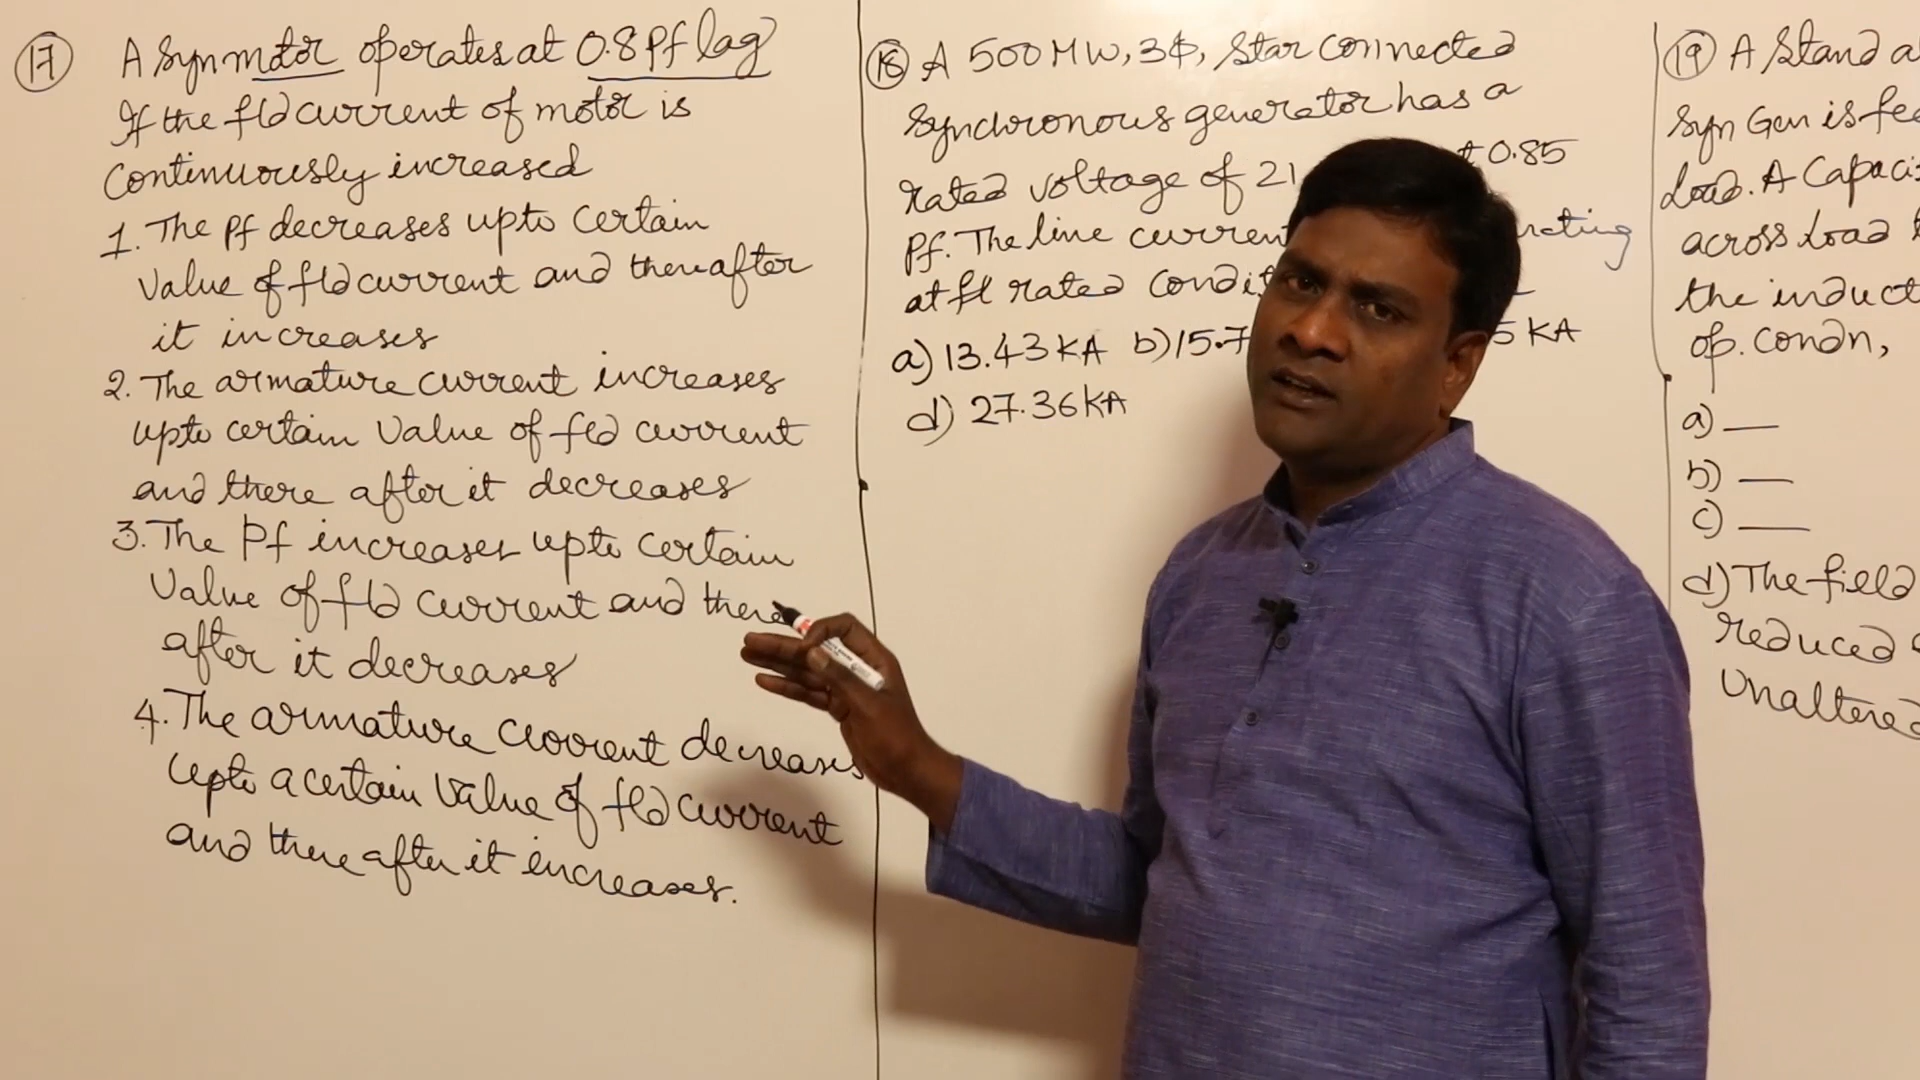 17 A Syn motor operates at 0.8 Pf lag
If the fld current of motor is
continuously increased
1. The Pf decreases upto certain
Value of fld current and thereafter
it increases
2. The armature current increases
upto certain Value of fld current
and there after it decreases
3. The Pf increases upto certain
Value of fld current and there
after it decreases
4. The armature current decreases
upto a certain Value of fld current
and there after it increases.
18 A 500 MW, 3Φ, Star Connected
Synchronous generator has a
rated voltage of 21 0.85
Pf. The line current rating
at fl rated condit
a) 13.43 KA b) 15.7 5 KA
d) 27.36 KA
19 A Stand a
Syn Gen is fee
Load. A Capaci
across Load
the induct
op. condn,
a) __
b) __
c) __
d) The field
reduced
Unaltered